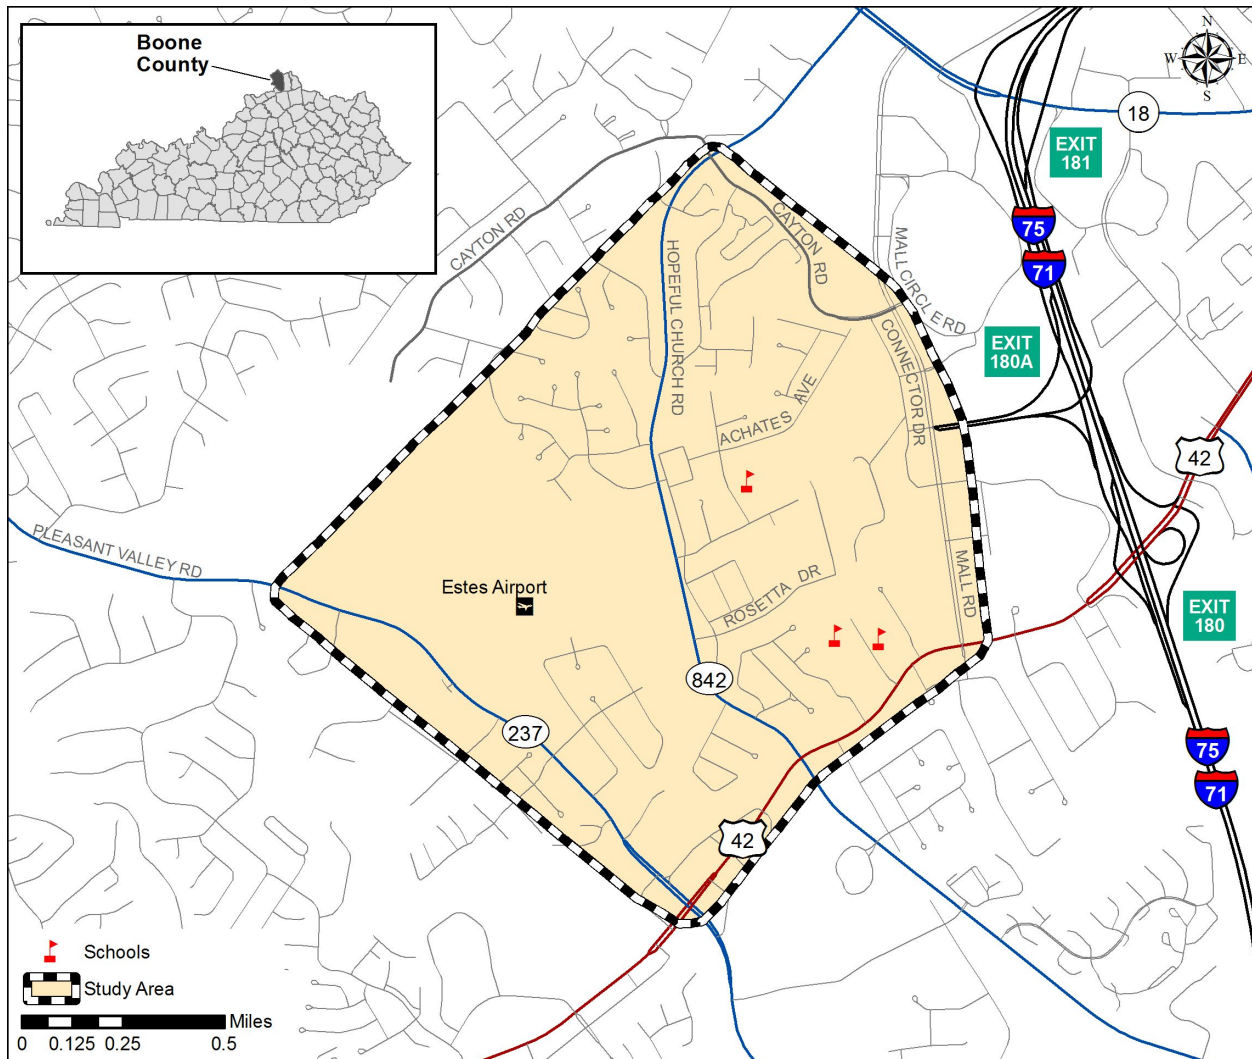 Boone
County
N
W
E
S
18
EXIT
181
75
71
CAYTON RD
CAYTON RD
HOPEFUL CHURCH RD
MALL CIRCLE RD
CONNECTOR DR
EXIT
180A
ACHATES AVE
42
PLEASANT VALLEY RD
Estes Airport
ROSETTA DR
MALL RD
EXIT
180
842
237
75
71
42
Schools
Study Area
Miles
0 0.125 0.25 0.5